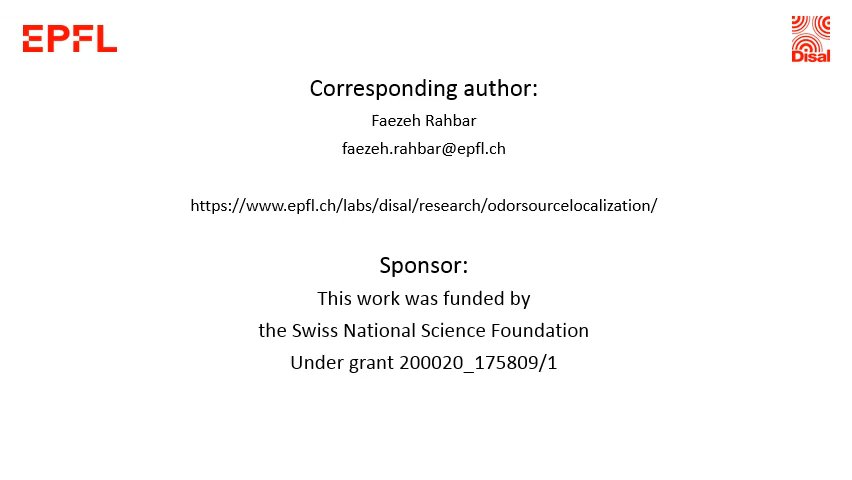 EPFL
Disal
Corresponding author:
Faezeh Rahbar
faezeh.rahbar@epfl.ch
https://www.epfl.ch/labs/disal/research/odorsourcelocalization/
Sponsor:
This work was funded by
the Swiss National Science Foundation
Under grant 200020_175809/1